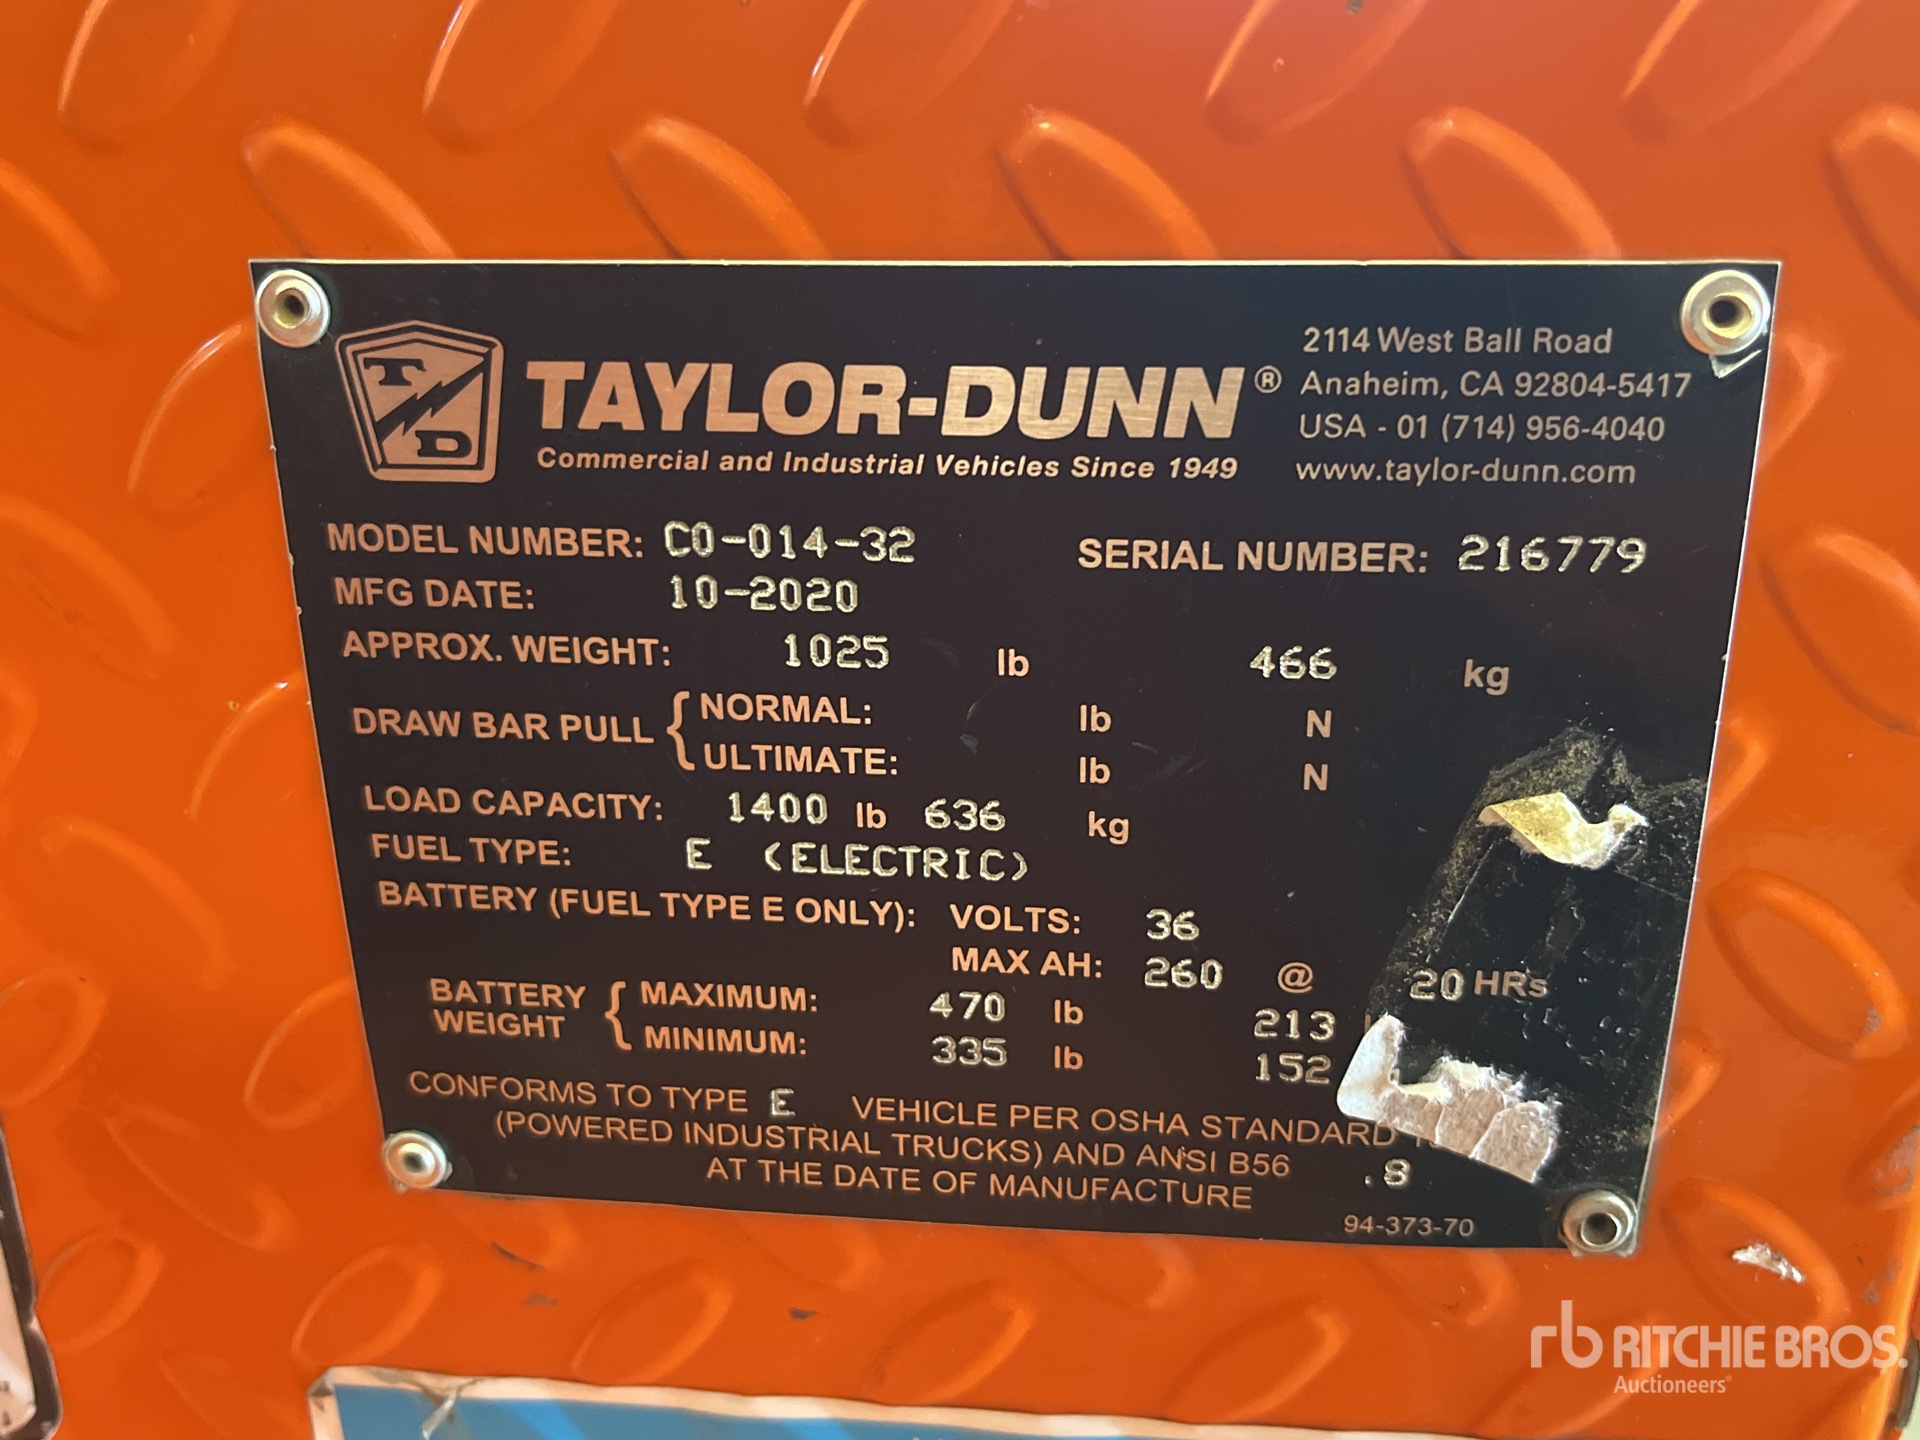 T D
TAYLOR-DUNN®
Commercial and Industrial Vehicles Since 1949
2114 West Ball Road
Anaheim, CA 92804-5417
USA - 01 (714) 956-4040
www.taylor-dunn.com
MODEL NUMBER: CO-014-32 SERIAL NUMBER: 216779
MFG DATE: 10-2020
APPROX. WEIGHT: 1025 lb 466 kg
DRAW BAR PULL { NORMAL: lb N
ULTIMATE: lb N
LOAD CAPACITY: 1400 lb 636 kg
FUEL TYPE: E (ELECTRIC)
BATTERY (FUEL TYPE E ONLY): VOLTS: 36
MAX AH: 260 @ 20 HRs
BATTERY WEIGHT { MAXIMUM: 470 lb 213
MINIMUM: 335 lb 152
CONFORMS TO TYPE E VEHICLE PER OSHA STANDARD
(POWERED INDUSTRIAL TRUCKS) AND ANSI B56 .8
AT THE DATE OF MANUFACTURE
94-373-70
rb RITCHIE BROS.
Auctioneers